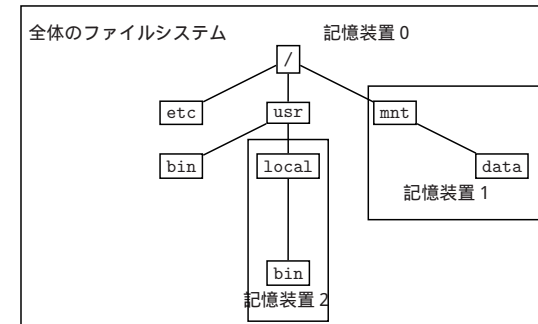 全体のファイルシステム 記憶装置 0
/
etc usr mnt
bin local data
記憶装置 1
bin
記憶装置 2